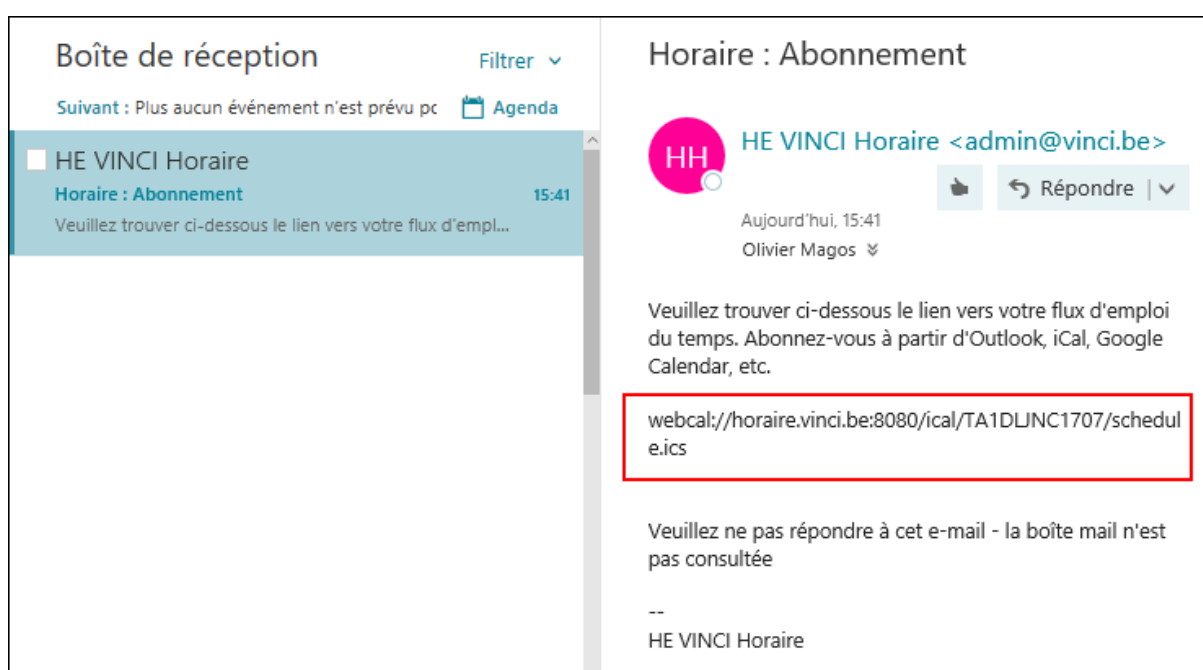 Boîte de réception
Filtrer
Suivant : Plus aucun événement n'est prévu pc
Agenda
HE VINCI Horaire
Horaire : Abonnement
15:41
Veuillez trouver ci-dessous le lien vers votre flux d'empl...
Horaire : Abonnement
HH
HE VINCI Horaire <admin@vinci.be>
Répondre
Aujourd'hui, 15:41
Olivier Magos
Veuillez trouver ci-dessous le lien vers votre flux d'emploi
du temps. Abonnez-vous à partir d'Outlook, iCal, Google
Calendar, etc.
webcal://horaire.vinci.be:8080/ical/TA1DLJNC1707/schedul
e.ics
Veuillez ne pas répondre à cet e-mail - la boîte mail n'est
pas consultée
--
HE VINCI Horaire